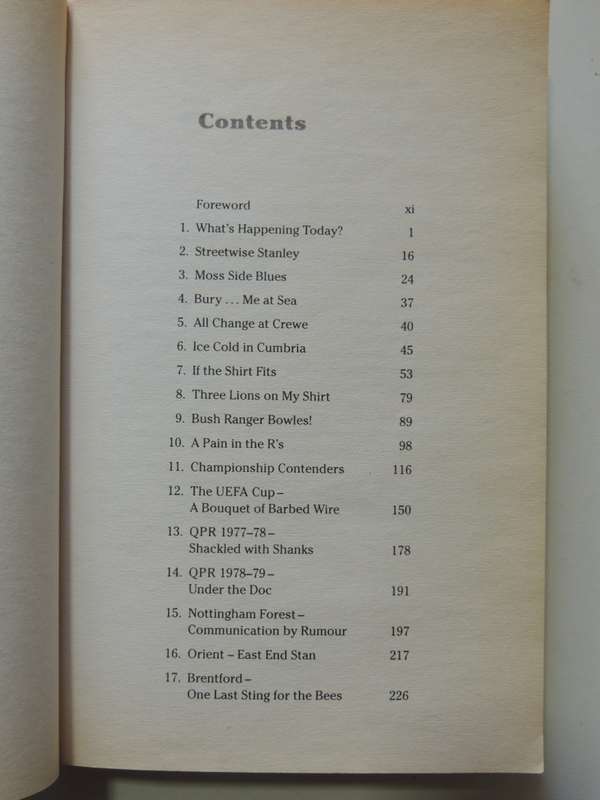 Contents
Foreword xi
1. What's Happening Today? 1
2. Streetwise Stanley 16
3. Moss Side Blues 24
4. Bury ... Me at Sea 37
5. All Change at Crewe 40
6. Ice Cold in Cumbria 45
7. If the Shirt Fits 53
8. Three Lions on My Shirt 79
9. Bush Ranger Bowles! 89
10. A Pain in the R's 98
11. Championship Contenders 116
12. The UEFA Cup –
A Bouquet of Barbed Wire 150
13. QPR 1977–78 –
Shackled with Shanks 178
14. QPR 1978–79 –
Under the Doc 191
15. Nottingham Forest –
Communication by Rumour 197
16. Orient – East End Stan 217
17. Brentford –
One Last Sting for the Bees 226